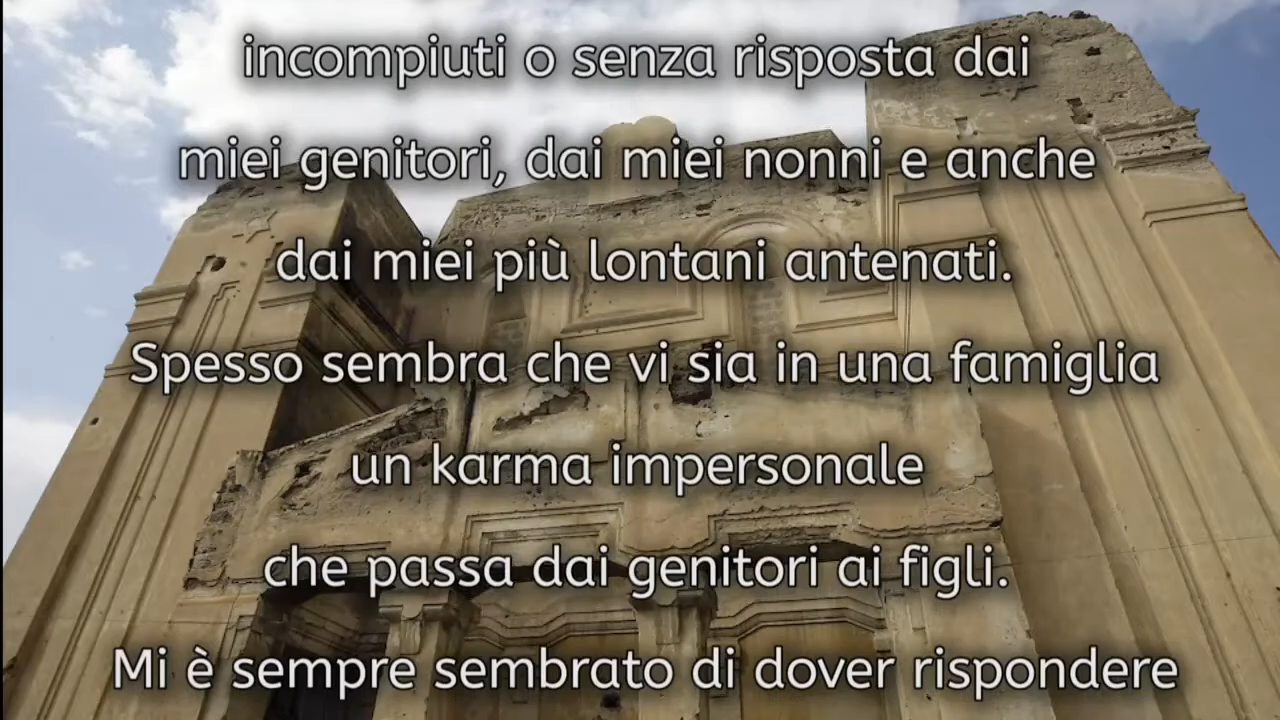 incompiuti o senza risposta dai
miei genitori, dai miei nonni e anche
dai miei più lontani antenati.
Spesso sembra che vi sia in una famiglia
un karma impersonale
che passa dai genitori ai figli.
Mi è sempre sembrato di dover rispondere